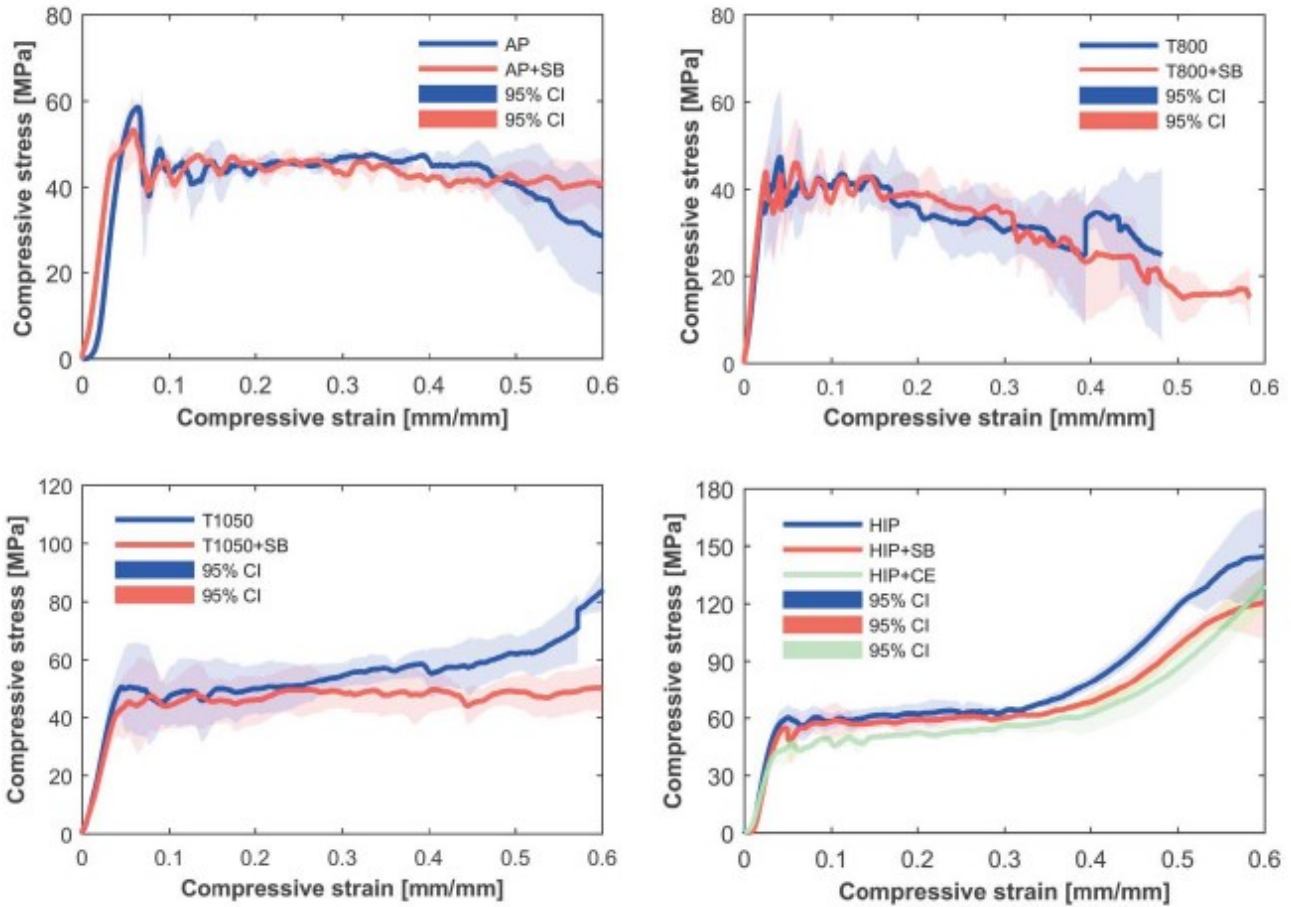 Compressive stress [MPa]
80
60
40
20
0
AP
AP+SB
95% CI
95% CI
0 0.1 0.2 0.3 0.4 0.5 0.6
Compressive strain [mm/mm]
Compressive stress [MPa]
80
60
40
20
0
T800
T800+SB
95% CI
95% CI
0 0.1 0.2 0.3 0.4 0.5 0.6
Compressive strain [mm/mm]
Compressive stress [MPa]
120
100
80
60
40
20
0
T1050
T1050+SB
95% CI
95% CI
0 0.1 0.2 0.3 0.4 0.5 0.6
Compressive strain [mm/mm]
Compressive stress [MPa]
180
150
120
90
60
30
0
HIP
HIP+SB
HIP+CE
95% CI
95% CI
95% CI
0 0.1 0.2 0.3 0.4 0.5 0.6
Compressive strain [mm/mm]